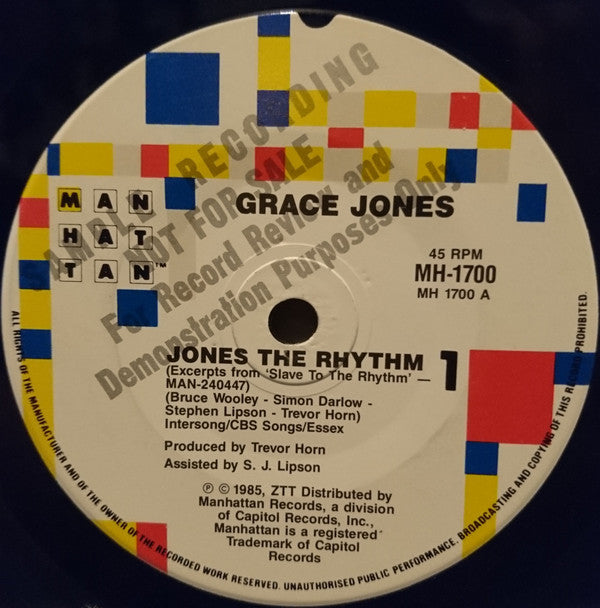 AMPLE RECORDING
NOT FOR SALE
For Record Review and
Demonstration Purposes Only
MAN
HAT
TAN™
GRACE JONES
45 RPM
MH-1700
MH 1700 A
JONES THE RHYTHM 1
(Excerpts from 'Slave To The Rhythm' —
MAN-240447)
(Bruce Wooley - Simon Darlow -
Stephen Lipson - Trevor Horn)
Intersong/CBS Songs/Essex
Produced by Trevor Horn
Assisted by S. J. Lipson
℗ © 1985, ZTT Distributed by
Manhattan Records, a division
of Capitol Records, Inc.,
Manhattan is a registered
Trademark of Capitol
Records
ALL RIGHTS OF THE MANUFACTURER AND OF THE OWNER OF THE RECORDED WORK RESERVED. UNAUTHORISED PUBLIC PERFORMANCE, BROADCASTING AND COPYING OF THIS RECORD PROHIBITED.